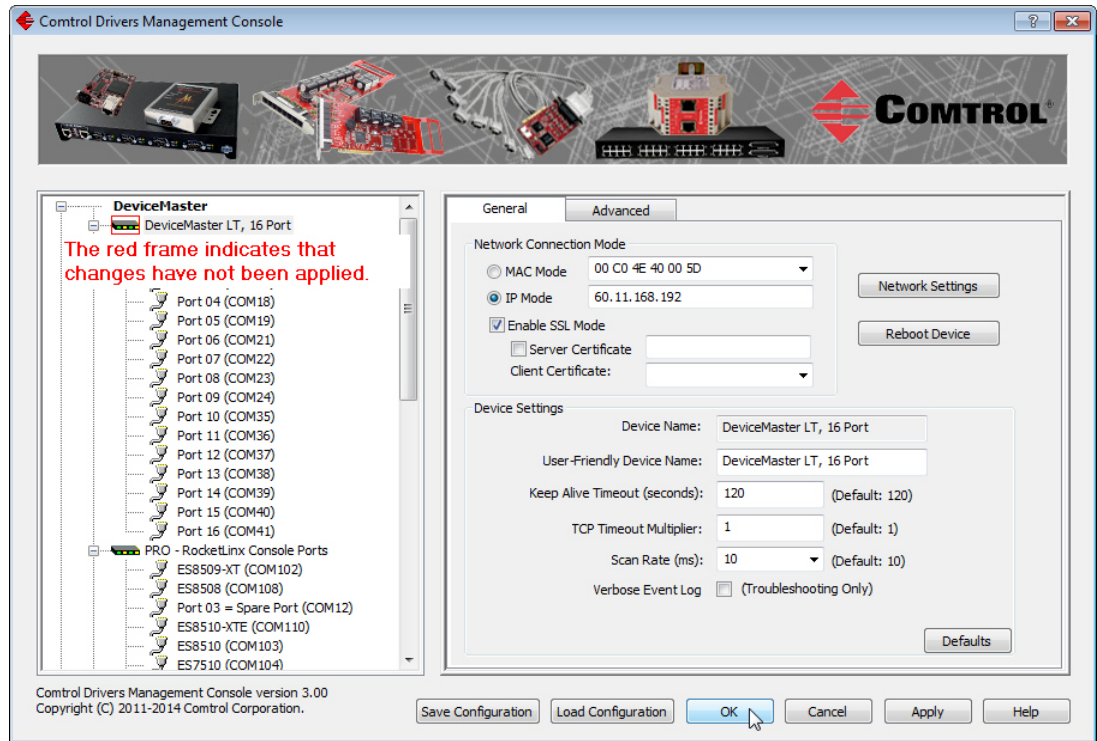 Comtrol Drivers Management Console
COMTROL
DeviceMaster
DeviceMaster LT, 16 Port
The red frame indicates that
changes have not been applied.
Port 04 (COM18)
Port 05 (COM19)
Port 06 (COM21)
Port 07 (COM22)
Port 08 (COM23)
Port 09 (COM24)
Port 10 (COM35)
Port 11 (COM36)
Port 12 (COM37)
Port 13 (COM38)
Port 14 (COM39)
Port 15 (COM40)
Port 16 (COM41)
PRO - RocketLinx Console Ports
ES8509-XT (COM102)
ES8508 (COM108)
Port 03 = Spare Port (COM12)
ES8510-XTE (COM110)
ES8510 (COM103)
ES7510 (COM104)
General Advanced
Network Connection Mode
MAC Mode 00 C0 4E 40 00 5D
IP Mode 60.11.168.192
Enable SSL Mode
Server Certificate
Client Certificate:
Network Settings
Reboot Device
Device Settings
Device Name: DeviceMaster LT, 16 Port
User-Friendly Device Name: DeviceMaster LT, 16 Port
Keep Alive Timeout (seconds): 120 (Default: 120)
TCP Timeout Multiplier: 1 (Default: 1)
Scan Rate (ms): 10 (Default: 10)
Verbose Event Log (Troubleshooting Only)
Defaults
Comtrol Drivers Management Console version 3.00
Copyright (C) 2011-2014 Comtrol Corporation.
Save Configuration Load Configuration OK Cancel Apply Help